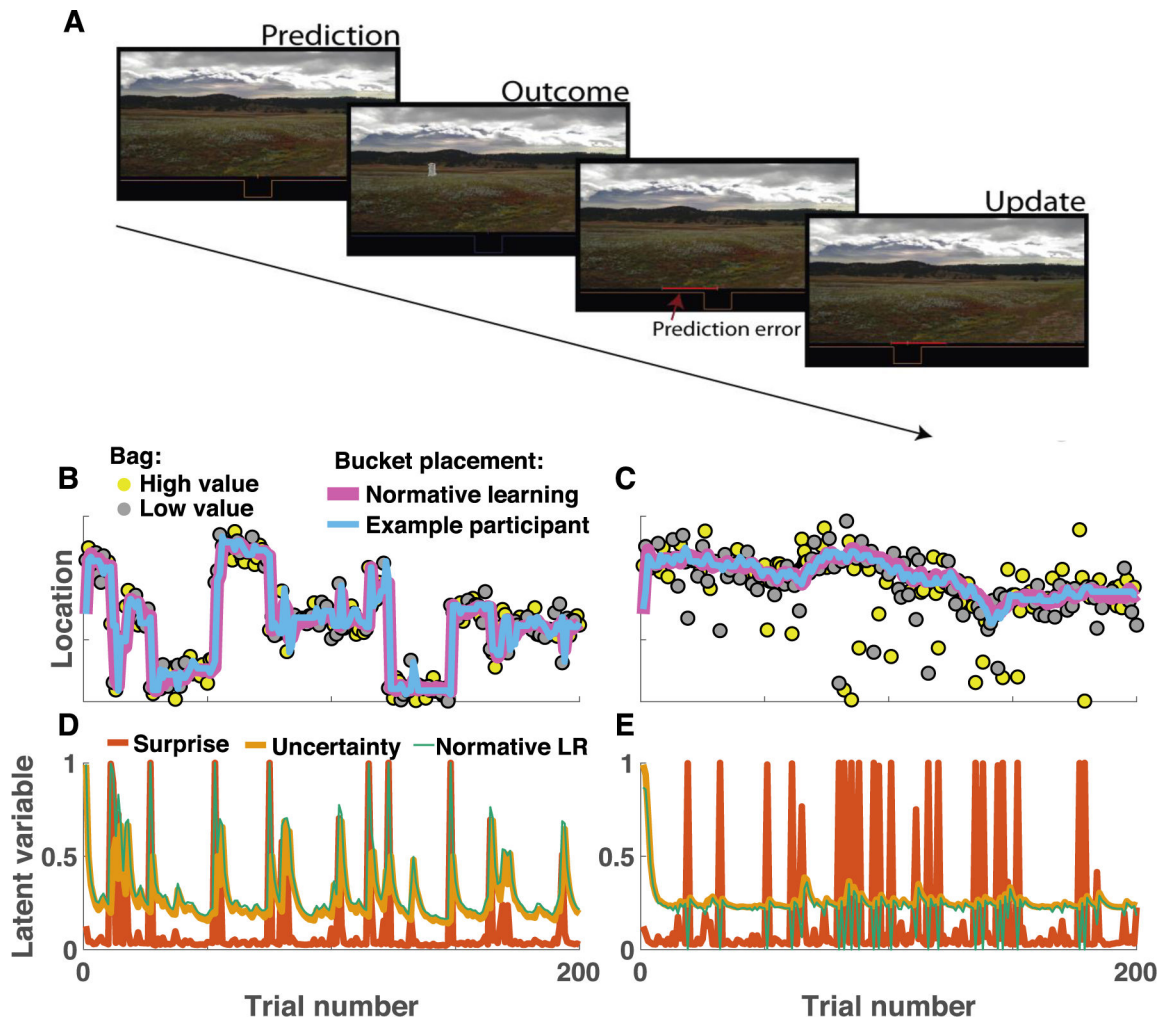 A
Prediction
Outcome
Update
Prediction error
B
Bag:
High value
Low value
Bucket placement:
Normative learning
Example participant
C
Location
D
Surprise
Uncertainty
Normative LR
E
Latent variable
1
0.5
0
0
200
Trial number
1
0.5
0
0
200
Trial number